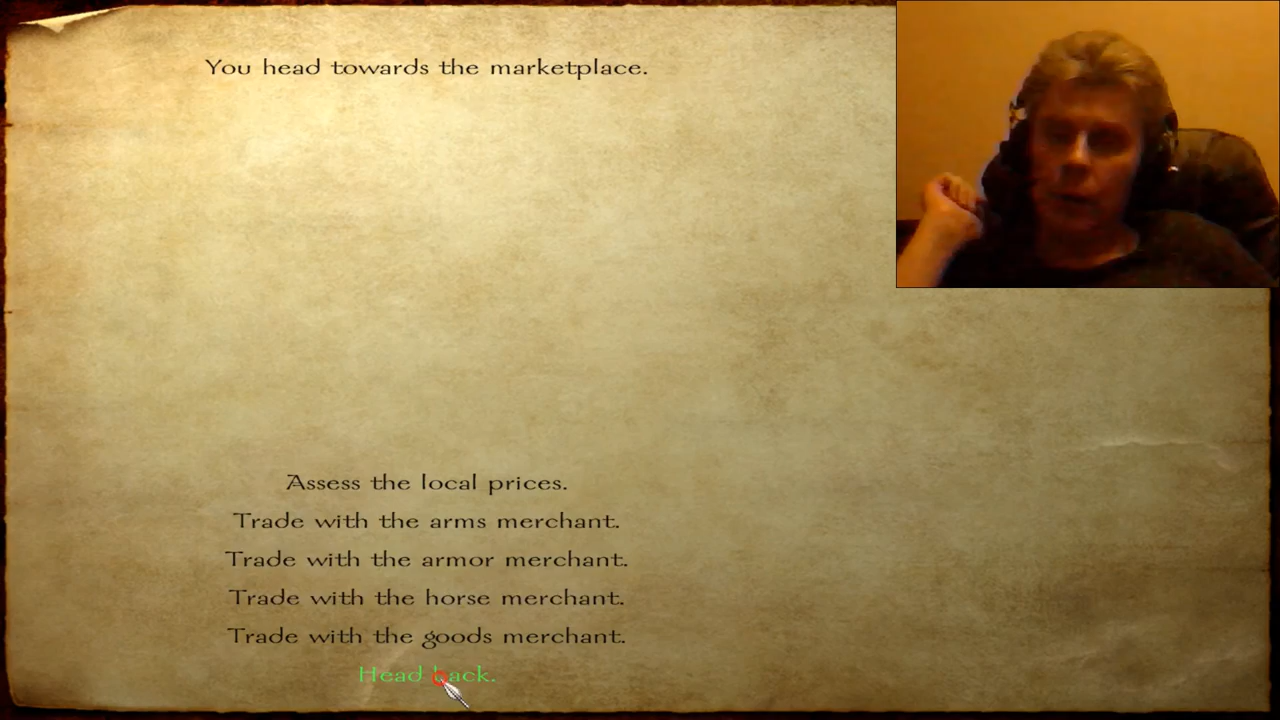 You head towards the marketplace.
Assess the local prices.
Trade with the arms merchant.
Trade with the armor merchant.
Trade with the horse merchant.
Trade with the goods merchant.
Head back.